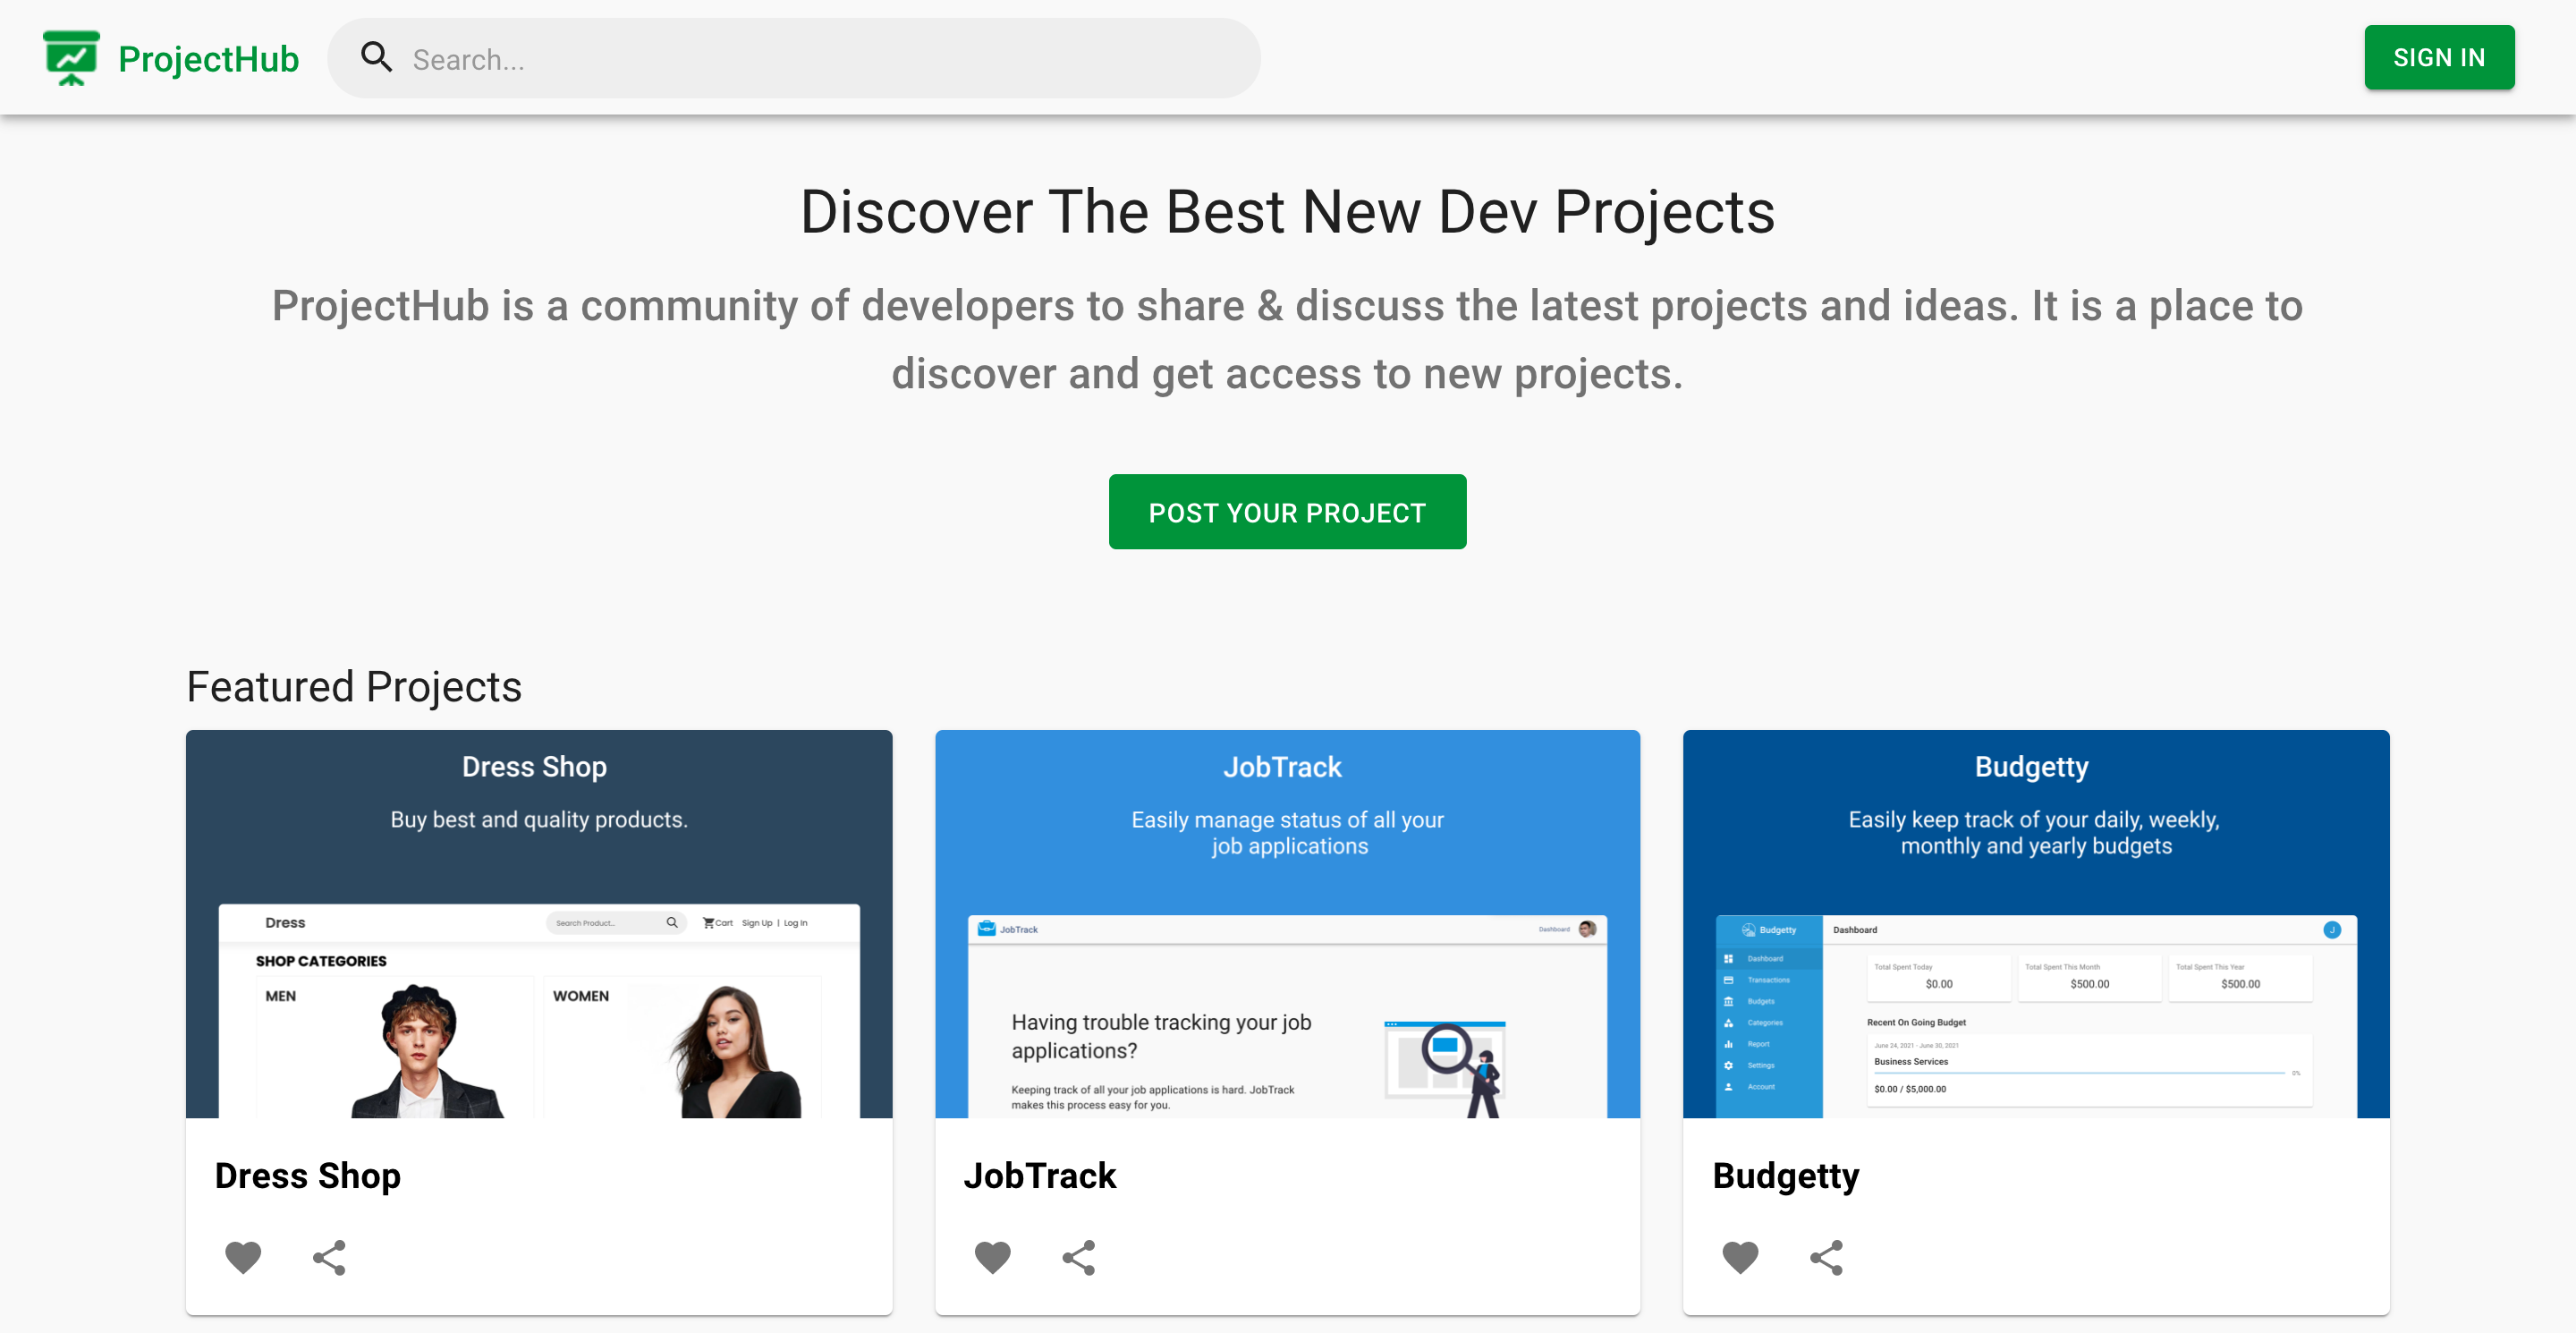 ProjectHub
Search...
SIGN IN
Discover The Best New Dev Projects
ProjectHub is a community of developers to share & discuss the latest projects and ideas. It is a place to
discover and get access to new projects.
POST YOUR PROJECT
Featured Projects
Dress Shop
Buy best and quality products.
Dress
Search Product...
Cart
Sign Up | Log In
SHOP CATEGORIES
MEN
WOMEN
Dress Shop
JobTrack
Easily manage status of all your
job applications
JobTrack
Dashboard
Having trouble tracking your job
applications?
Keeping track of all your job applications is hard. JobTrack
makes this process easy for you.
JobTrack
Budgetty
Easily keep track of your daily, weekly,
monthly and yearly budgets
Budgetty
Dashboard
J
Dashboard
Transactions
Budgets
Categories
Report
Settings
Account
Total Spent Today
$0.00
Total Spent This Month
$500.00
Total Spent This Year
$500.00
Recent On Going Budget
June 24, 2021 - June 30, 2021
Business Services
0%
$0.00 / $5,000.00
Budgetty